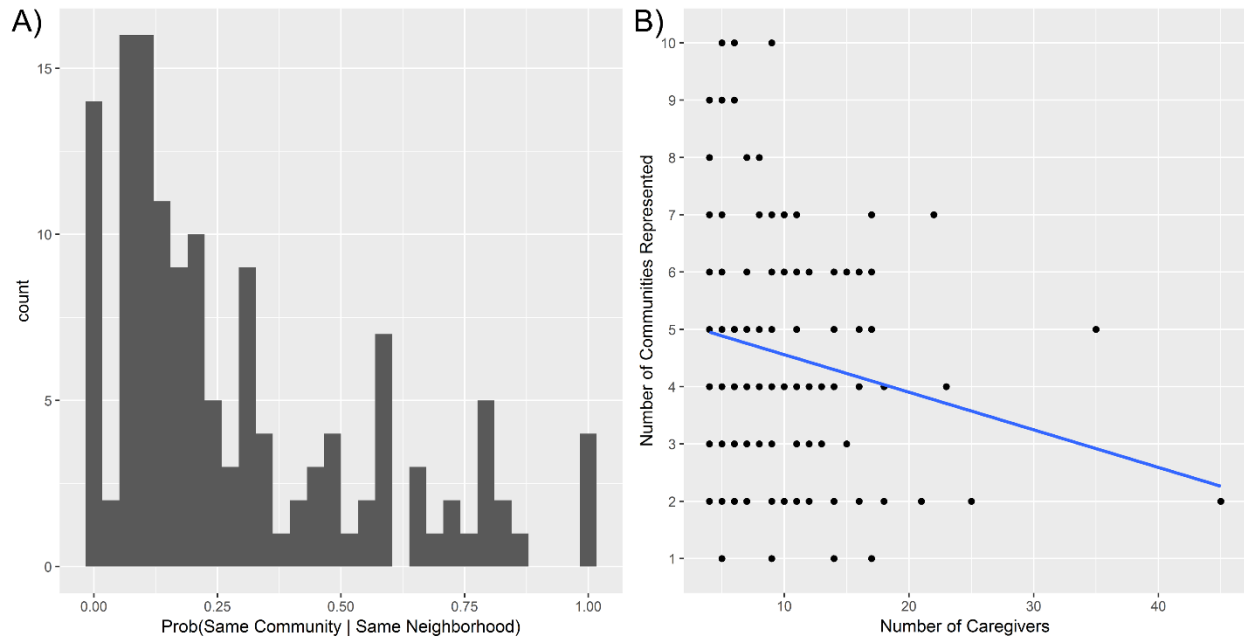 A)
15
10
5
0
count
0.00 0.25 0.50 0.75 1.00
Prob(Same Community | Same Neighborhood)
B)
10
9
8
7
6
5
4
3
2
1
Number of Communities Represented
10 20 30 40
Number of Caregivers